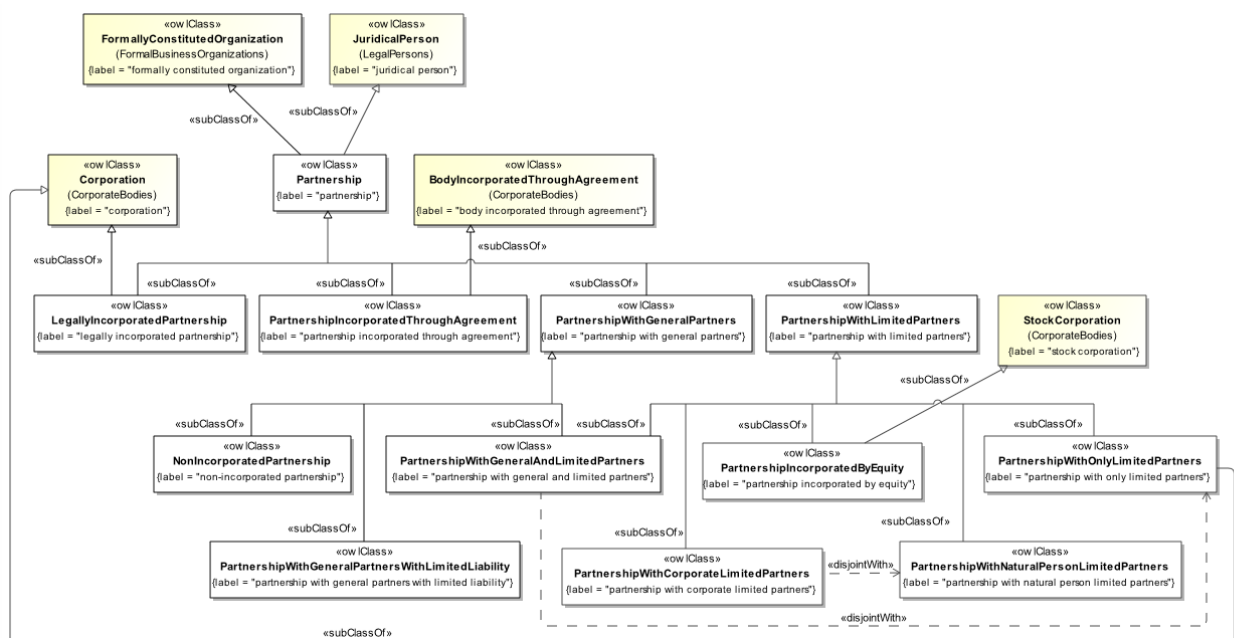 «owlClass»
FormallyConstitutedOrganization
(FormalBusinessOrganizations)
{label = "formally constituted organization"}
«owlClass»
JuridicalPerson
(LegalPersons)
{label = "juridical person"}
«subClassOf»
«subClassOf»
«owlClass»
Corporation
(CorporateBodies)
{label = "corporation"}
«owlClass»
Partnership
{label = "partnership"}
«owlClass»
BodyIncorporatedThroughAgreement
(CorporateBodies)
{label = "body incorporated through agreement"}
«subClassOf»
«subClassOf»
«subClassOf»
«subClassOf»
«subClassOf»
«subClassOf»
«owlClass»
LegallyIncorporatedPartnership
{label = "legally incorporated partnership"}
«owlClass»
PartnershipIncorporatedThroughAgreement
{label = "partnership incorporated through agreement"}
«owlClass»
PartnershipWithGeneralPartners
{label = "partnership with general partners"}
«owlClass»
PartnershipWithLimitedPartners
{label = "partnership with limited partners"}
«owlClass»
StockCorporation
(CorporateBodies)
{label = "stock corporation"}
«subClassOf»
«subClassOf»
«subClassOf»
«subClassOf»
«subClassOf»
«subClassOf»
«owlClass»
NonIncorporatedPartnership
{label = "non-incorporated partnership"}
«owlClass»
PartnershipWithGeneralAndLimitedPartners
{label = "partnership with general and limited partners"}
«owlClass»
PartnershipIncorporatedByEquity
{label = "partnership incorporated by equity"}
«owlClass»
PartnershipWithOnlyLimitedPartners
{label = "partnership with only limited partners"}
«subClassOf»
«subClassOf»
«subClassOf»
«owlClass»
PartnershipWithGeneralPartnersWithLimitedLiability
{label = "partnership with general partners with limited liability"}
«owlClass»
PartnershipWithCorporateLimitedPartners
{label = "partnership with corporate limited partners"}
«disjointWith»
«owlClass»
PartnershipWithNaturalPersonLimitedPartners
{label = "partnership with natural person limited partners"}
«disjointWith»
«subClassOf»